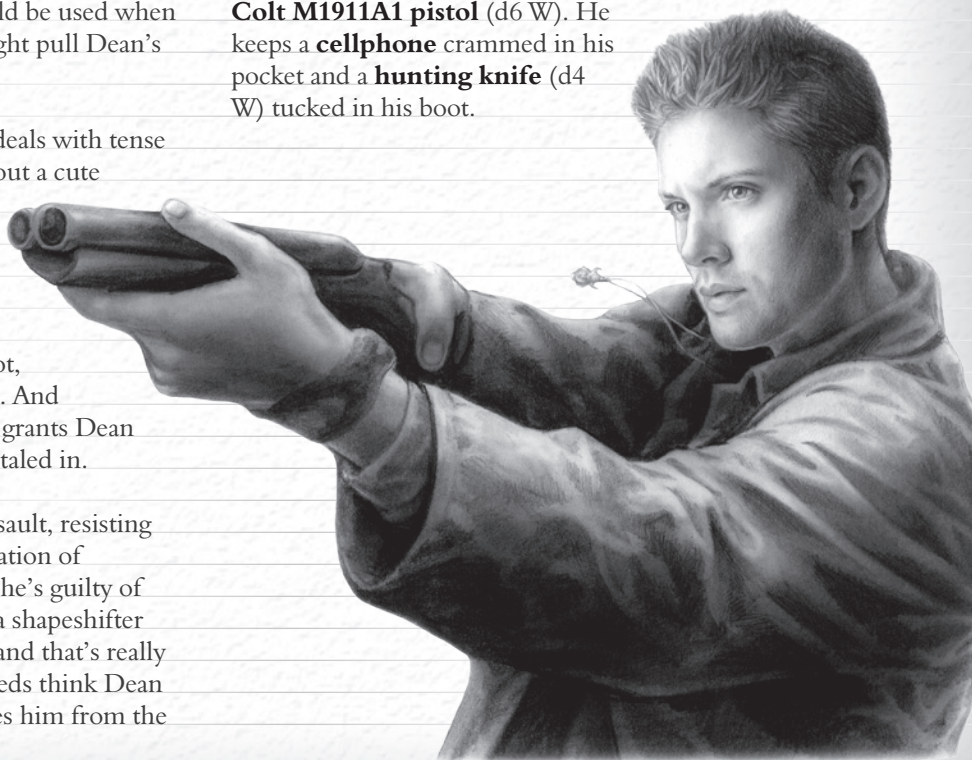 ld be used when
ght pull Dean's
deals with tense
out a cute
ot,
. And
grants Dean
taled in.
sault, resisting
ation of
he's guilty of
a shapeshifter
and that's really
eds think Dean
es him from the
Colt M1911A1 pistol (d6 W). He
keeps a cellphone crammed in his
pocket and a hunting knife (d4
W) tucked in his boot.